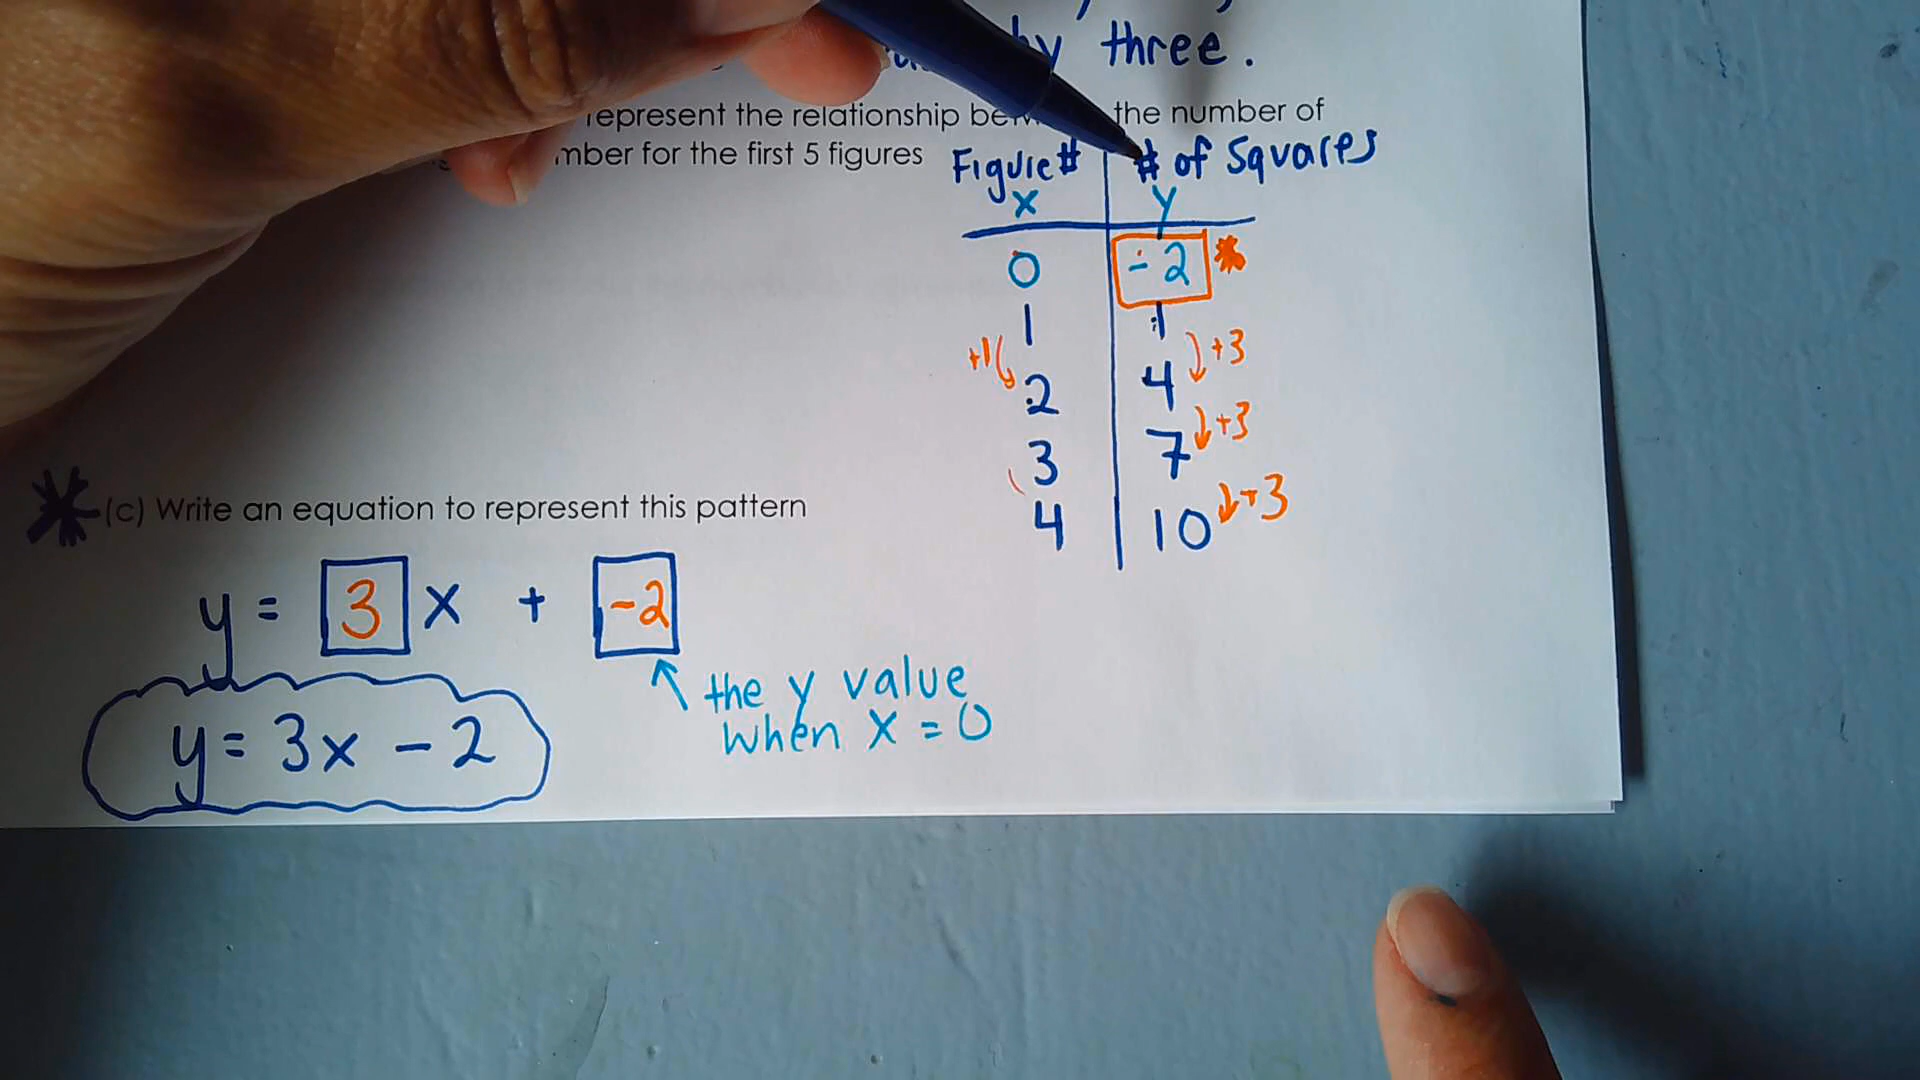 by three.
represent the relationship the number of
for the first 5 figures
Figure # # of Squares
x y
0 -2 *
1 1
+1 +3
2 4
+3
3 7
+3
4 10
(c) Write an equation to represent this pattern
y = 3 x + -2
the y value
when x = 0
y = 3x - 2